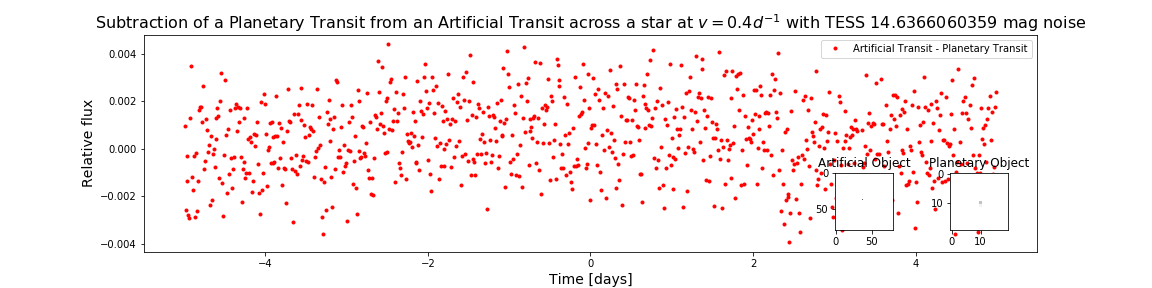 Subtraction of a Planetary Transit from an Artificial Transit across a star at v = 0.4d⁻¹ with TESS 14.6366060359 mag noise
Artificial Transit - Planetary Transit
Relative flux
0.004
0.002
0.000
−0.002
−0.004
Artificial Object
0
50
0 50
Planetary Object
0
10
0 10
−4 −2 0 2 4
Time [days]